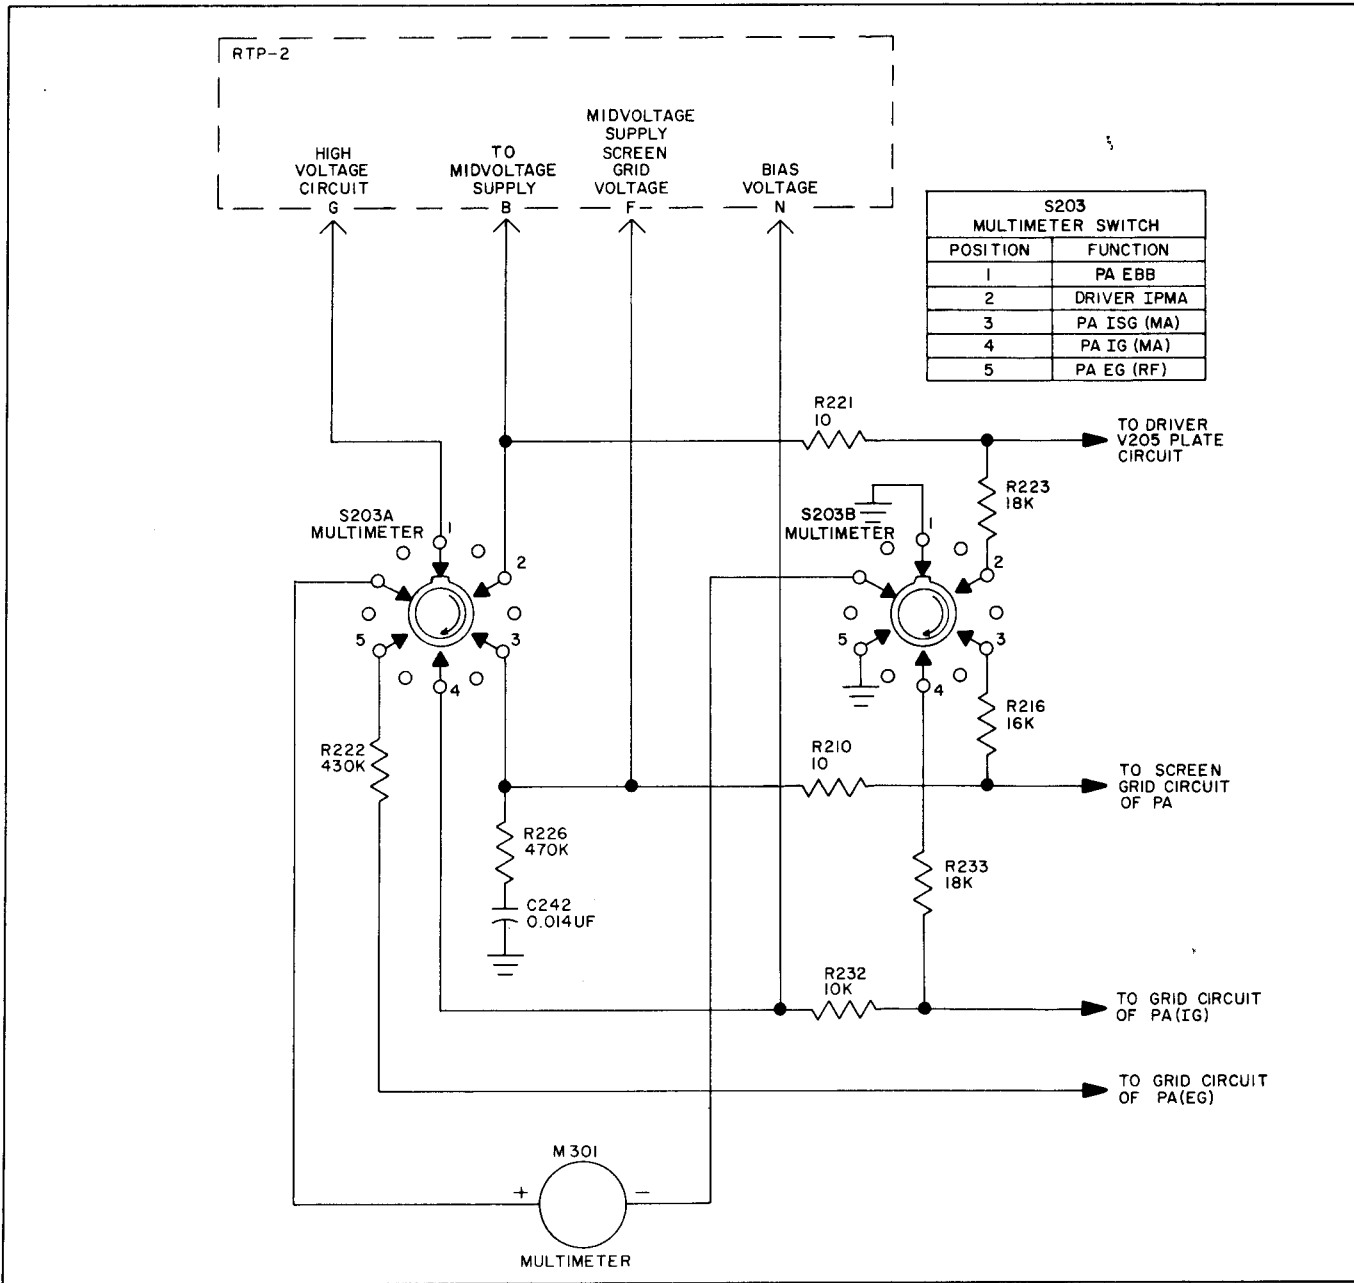 RTP-2
HIGH
VOLTAGE
CIRCUIT
G
TO
MIDVOLTAGE
SUPPLY
B
MIDVOLTAGE
SUPPLY
SCREEN
GRID
VOLTAGE
F
BIAS
VOLTAGE
N
S203
MULTIMETER SWITCH
POSITION FUNCTION
1 PA EBB
2 DRIVER IPMA
3 PA ISG (MA)
4 PA IG (MA)
5 PA EG (RF)
R221
10
TO DRIVER
V205 PLATE
CIRCUIT
R223
18K
S203A
MULTIMETER
1
2
3
4
5
S203B
MULTIMETER
1
2
3
4
5
R216
16K
R222
430K
R210
10
TO SCREEN
GRID CIRCUIT
OF PA
R226
470K
C242
0.014UF
R233
18K
R232
10K
TO GRID CIRCUIT
OF PA(IG)
TO GRID CIRCUIT
OF PA(EG)
M301
+ −
MULTIMETER